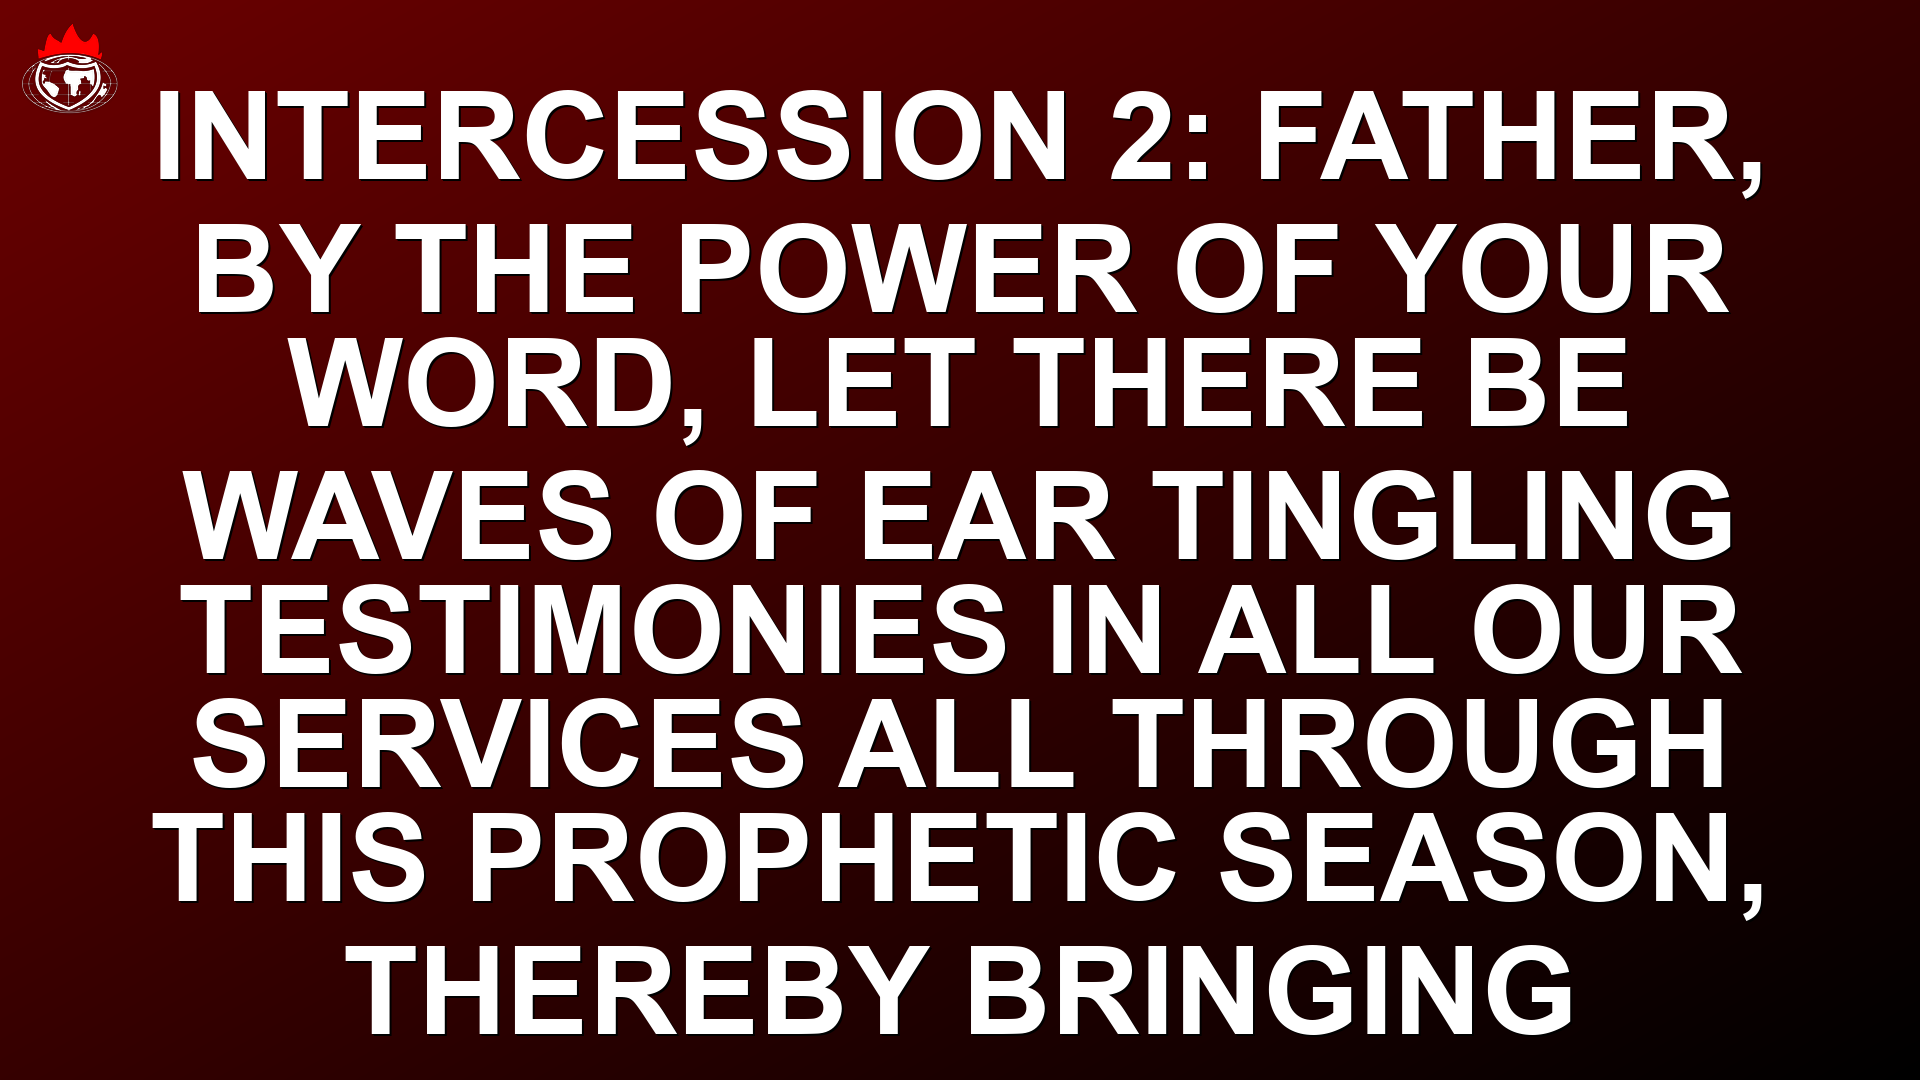 INTERCESSION 2: FATHER,
BY THE POWER OF YOUR
WORD, LET THERE BE
WAVES OF EAR TINGLING
TESTIMONIES IN ALL OUR
SERVICES ALL THROUGH
THIS PROPHETIC SEASON,
THEREBY BRINGING